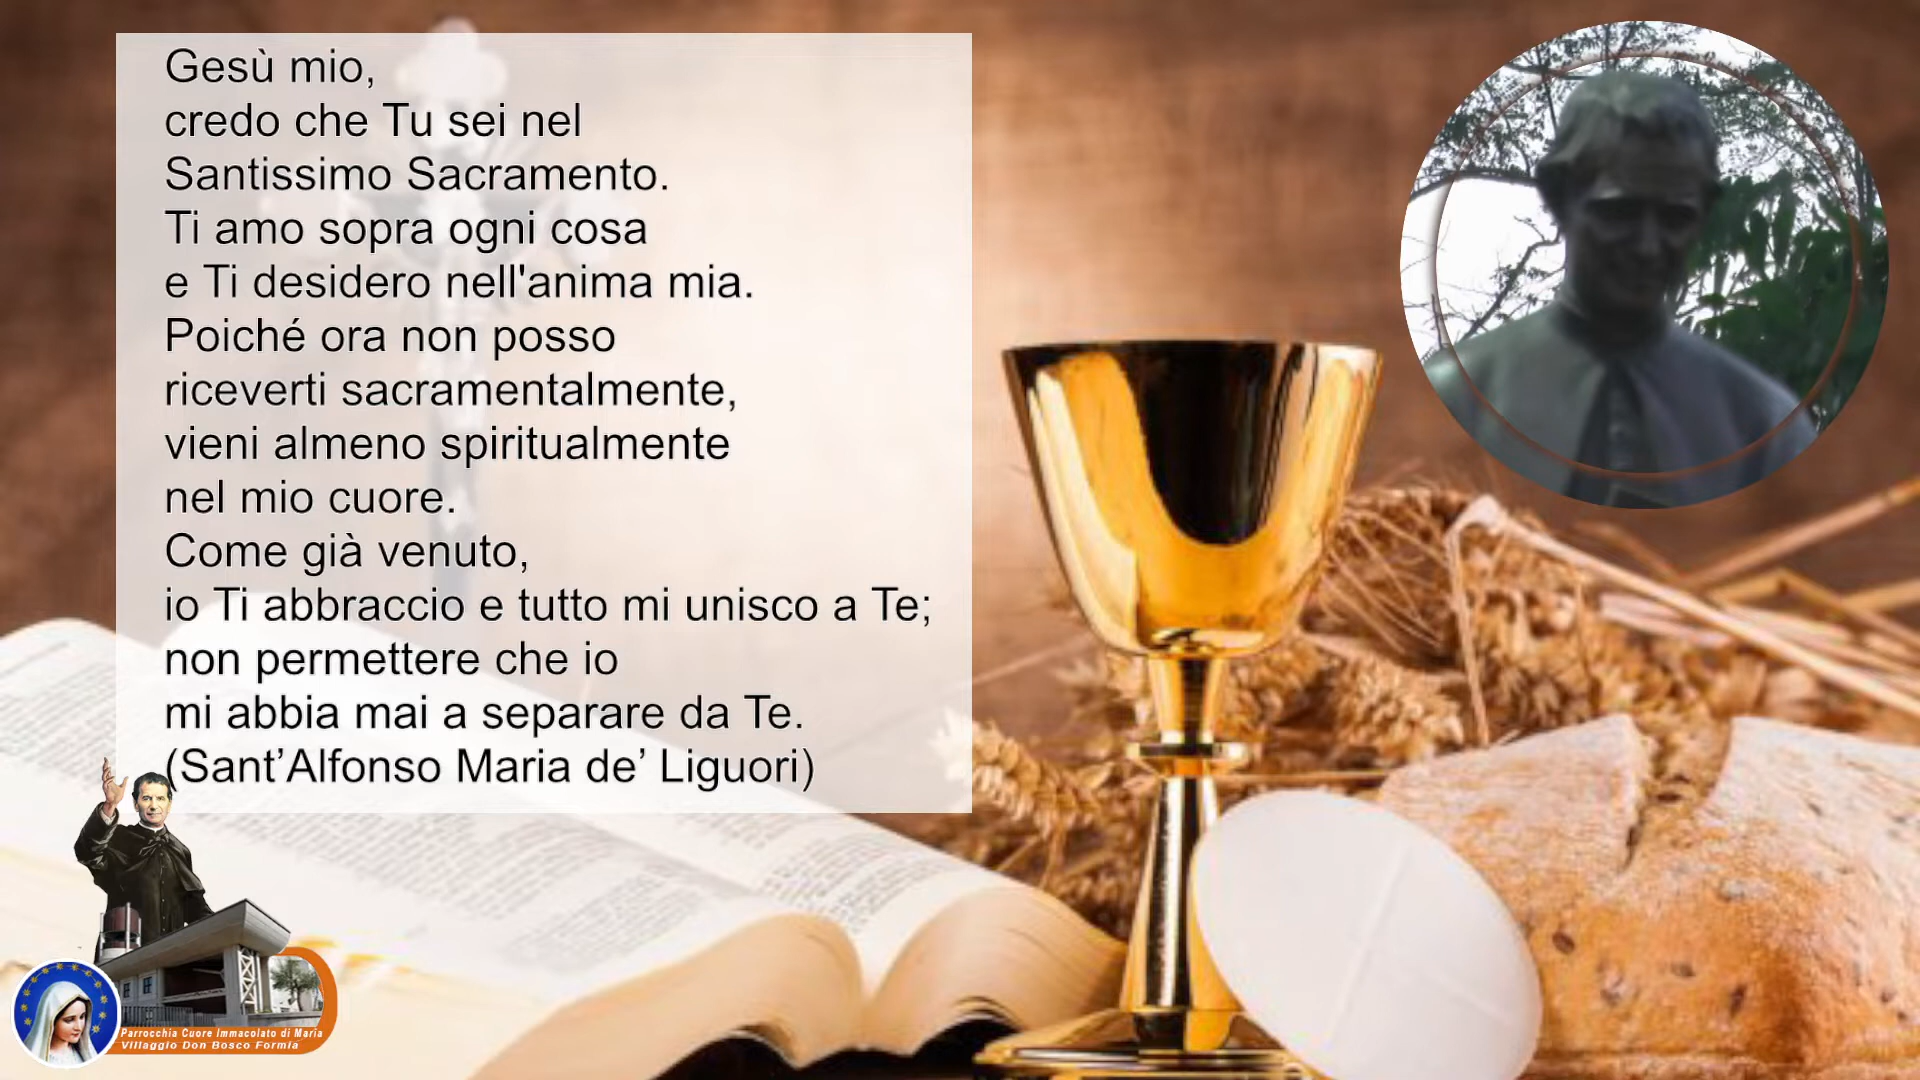 Gesù mio,
credo che Tu sei nel
Santissimo Sacramento.
Ti amo sopra ogni cosa
e Ti desidero nell'anima mia.
Poiché ora non posso
riceverti sacramentalmente,
vieni almeno spiritualmente
nel mio cuore.
Come già venuto,
io Ti abbraccio e tutto mi unisco a Te;
non permettere che io
mi abbia mai a separare da Te.
(Sant’Alfonso Maria de’ Liguori)
Parrocchia Cuore Immacolato di Maria
Villaggio Don Bosco Formia